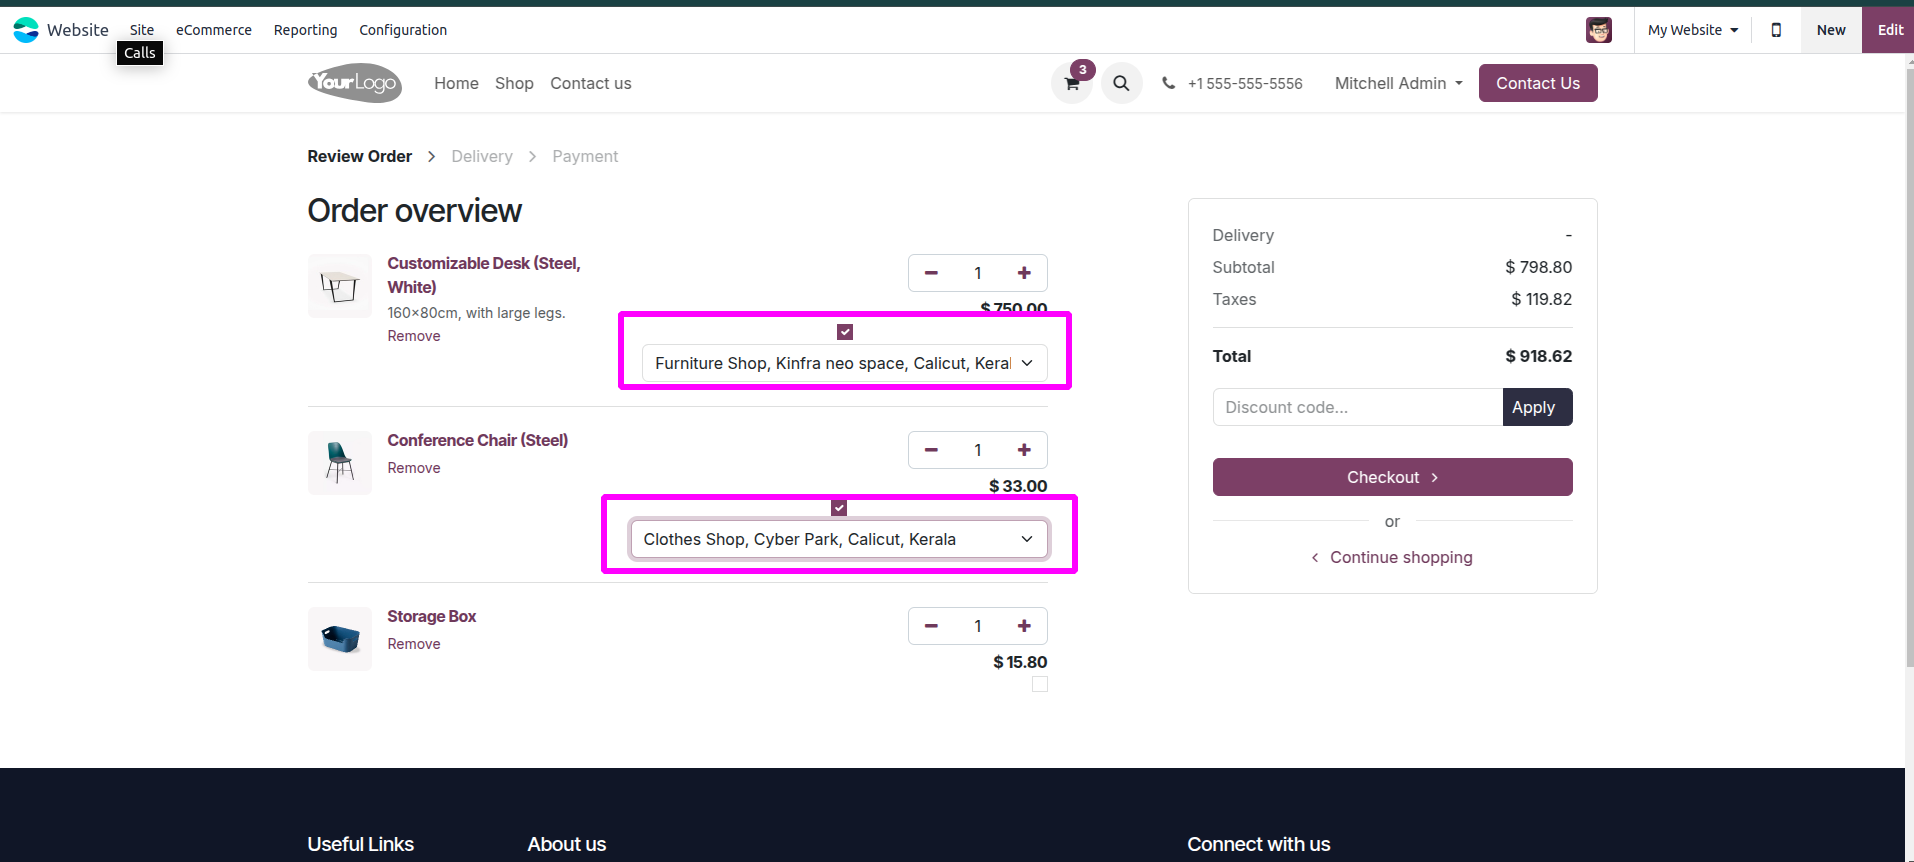 Website Site eCommerce Reporting Configuration My Website New Edit
Calls
YourLogo Home Shop Contact us 3 +1 555-555-5556 Mitchell Admin Contact Us
Review Order > Delivery > Payment
Order overview
Customizable Desk (Steel,
White)
160×80cm, with large legs.
Remove
1
$ 750.00
Furniture Shop, Kinfra neo space, Calicut, Keral
Conference Chair (Steel)
Remove
1
$ 33.00
Clothes Shop, Cyber Park, Calicut, Kerala
Storage Box
Remove
1
$ 15.80
Delivery -
Subtotal $ 798.80
Taxes $ 119.82
Total $ 918.62
Discount code... Apply
Checkout >
or
< Continue shopping
Useful Links About us Connect with us